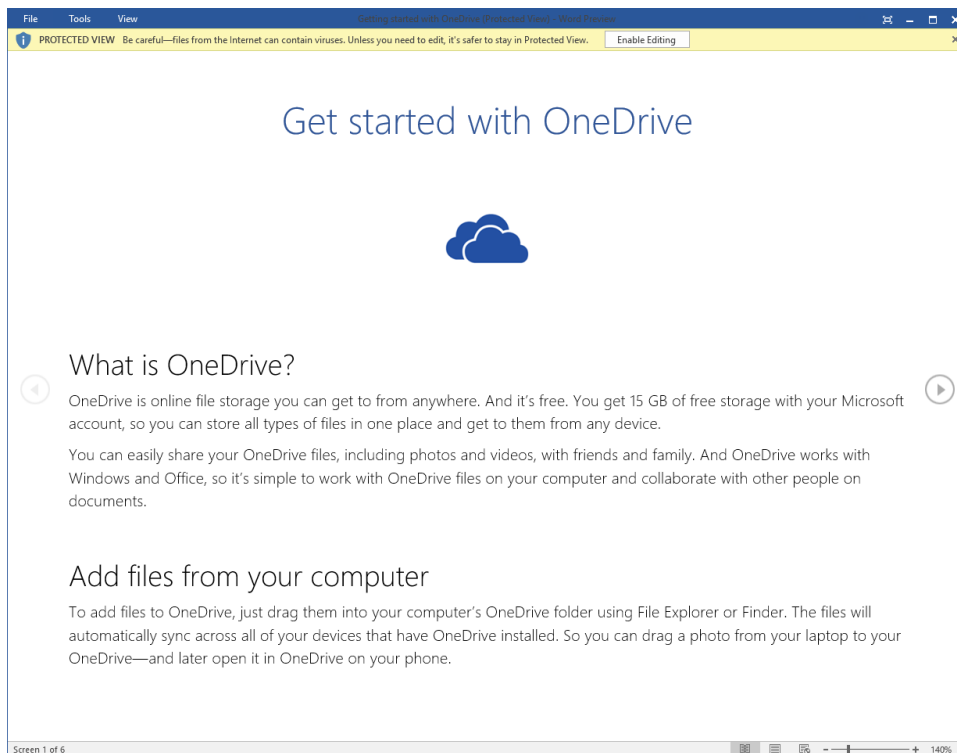 File Tools View Getting started with OneDrive [Protected View] - Word Preview
PROTECTED VIEW Be careful—files from the Internet can contain viruses. Unless you need to edit, it's safer to stay in Protected View. Enable Editing
Get started with OneDrive
What is OneDrive?
OneDrive is online file storage you can get to from anywhere. And it's free. You get 15 GB of free storage with your Microsoft
account, so you can store all types of files in one place and get to them from any device.
You can easily share your OneDrive files, including photos and videos, with friends and family. And OneDrive works with
Windows and Office, so it's simple to work with OneDrive files on your computer and collaborate with other people on
documents.
Add files from your computer
To add files to OneDrive, just drag them into your computer's OneDrive folder using File Explorer or Finder. The files will
automatically sync across all of your devices that have OneDrive installed. So you can drag a photo from your laptop to your
OneDrive—and later open it in OneDrive on your phone.
Screen 1 of 6 140%